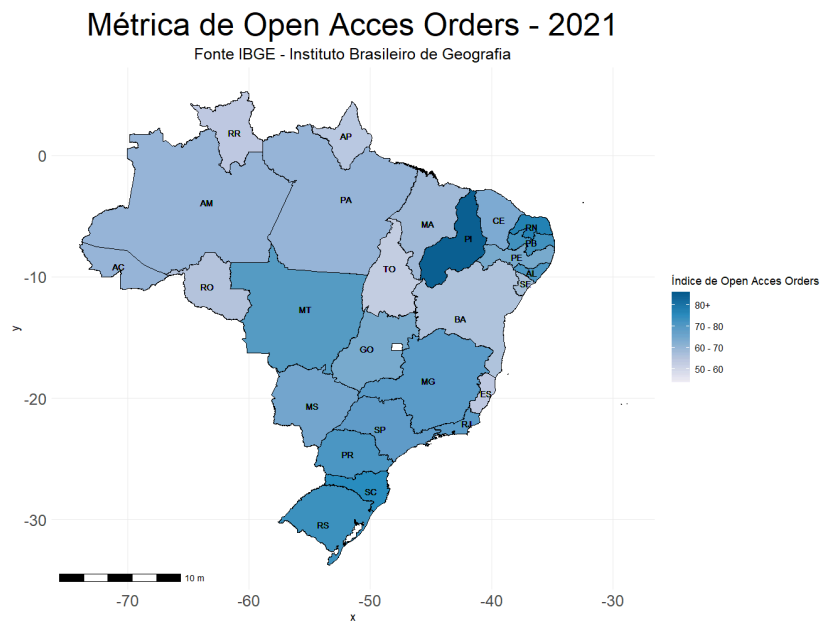 Métrica de Open Acces Orders - 2021
Fonte IBGE - Instituto Brasileiro de Geografia
RR
AP
0
AM
PA
MA
CE
RN
PI
PB
PE
AC
TO
AL
-10
RO
SE
Índice de Open Acces Orders
MT
BA
80+
y
70 - 80
GO
60 - 70
MG
50 - 60
ES
-20
MS
SP
RJ
PR
SC
RS
-30
10 m
-70
-60
-50
-40
-30
x